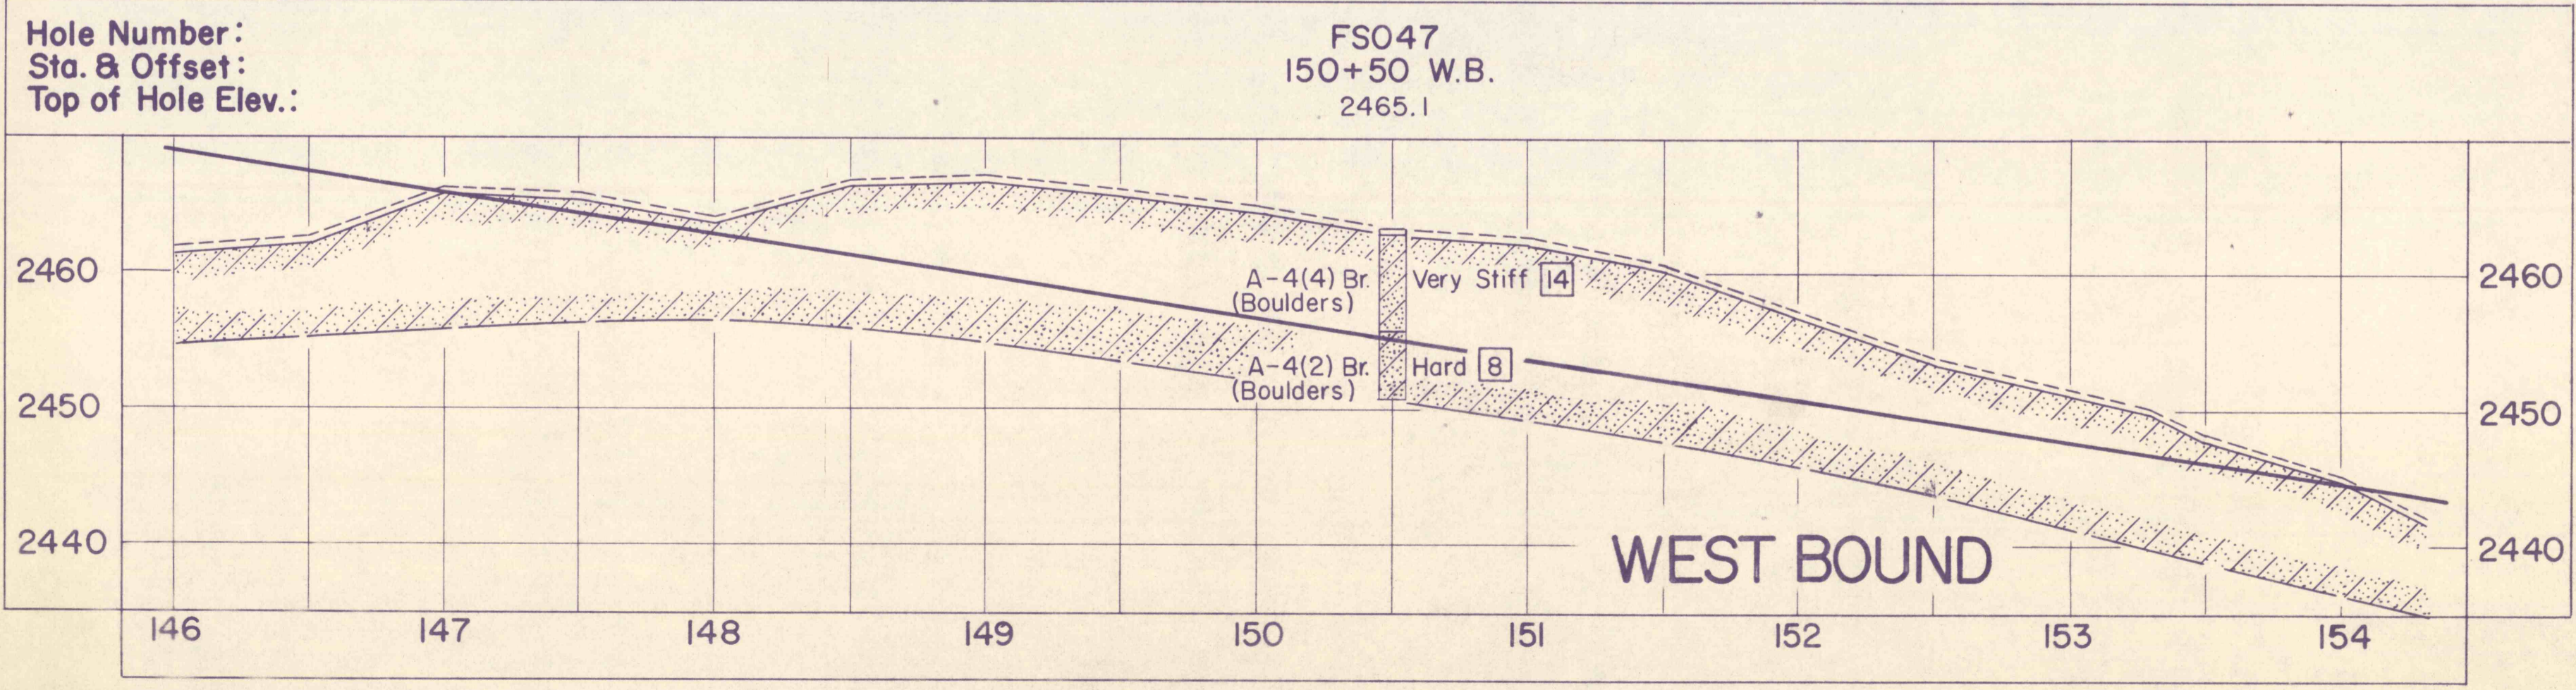 Hole Number:
Sta. & Offset:
Top of Hole Elev.:
FS047
150+50 W.B.
2465.1
2460
2450
2440
A-4(4) Br.
(Boulders)
Very Stiff 14
A-4(2) Br.
(Boulders)
Hard 8
2460
2450
2440
WEST BOUND
146 147 148 149 150 151 152 153 154